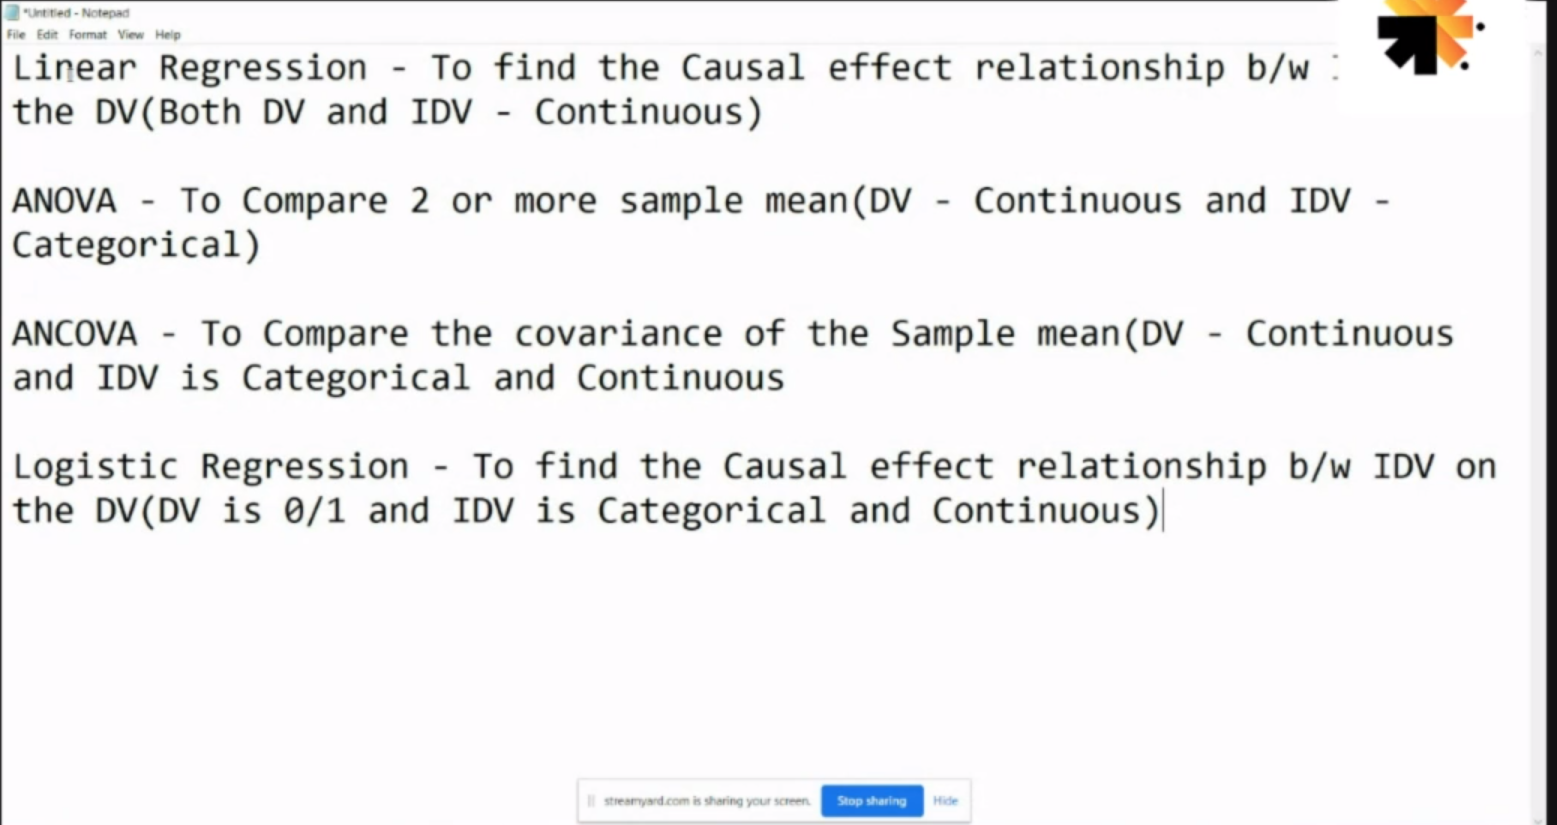 *Untitled - Notepad
File Edit Format View Help
Linear Regression - To find the Causal effect relationship b/w
the DV(Both DV and IDV - Continuous)
ANOVA - To Compare 2 or more sample mean(DV - Continuous and IDV -
Categorical)
ANCOVA - To Compare the covariance of the Sample mean(DV - Continuous
and IDV is Categorical and Continuous
Logistic Regression - To find the Causal effect relationship b/w IDV on
the DV(DV is 0/1 and IDV is Categorical and Continuous)
streamyard.com is sharing your screen. Stop sharing Hide